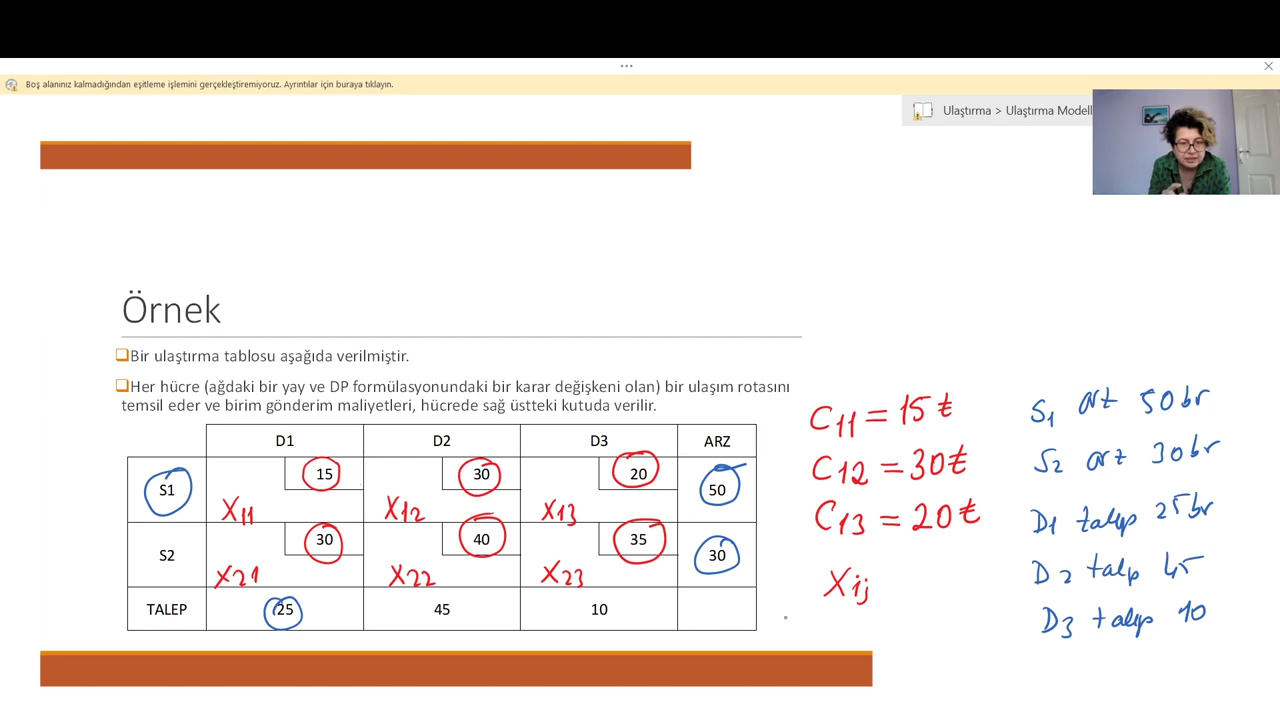 Boş alanınız kalmadığından eşitleme işlemini gerçekleştiremiyoruz. Ayrıntılar için buraya tıklayın.
Ulaştırma > Ulaştırma Modell
Örnek
Bir ulaştırma tablosu aşağıda verilmiştir.
Her hücre (ağdaki bir yay ve DP formülasyonundaki bir karar değişkeni olan) bir ulaşım rotasını
temsil eder ve birim gönderim maliyetleri, hücrede sağ üstteki kutuda verilir.
D1 D2 D3 ARZ
S1 15 30 20 50
X11 X12 X13
S2 30 40 35 30
X21 X22 X23
TALEP 25 45 10
C11 = 15 ₺
C12 = 30 ₺
C13 = 20 ₺
Xij
S1 arz 50 br
S2 arz 30 br
D1 talep 25 br
D2 talep 45
D3 talep 10